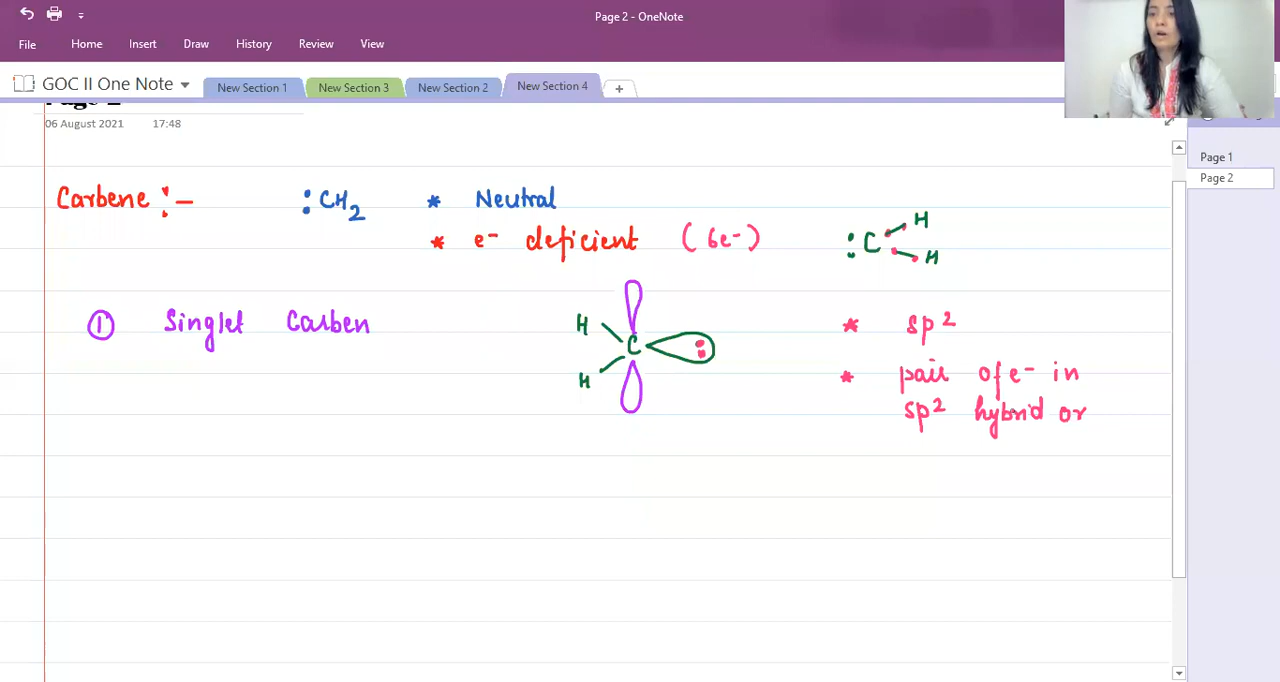 Page 2 - OneNote
File Home Insert Draw History Review View
GOC II One Note New Section 1 New Section 3 New Section 2 New Section 4 +
Page 2
06 August 2021 17:48
Page 1
Page 2
Carbene :- :CH2 * Neutral
* e- deficient (6e-)
:C H
H
① Singlet Carben
H
C :
H
* sp2
* pair of e- in
sp2 hybrid or